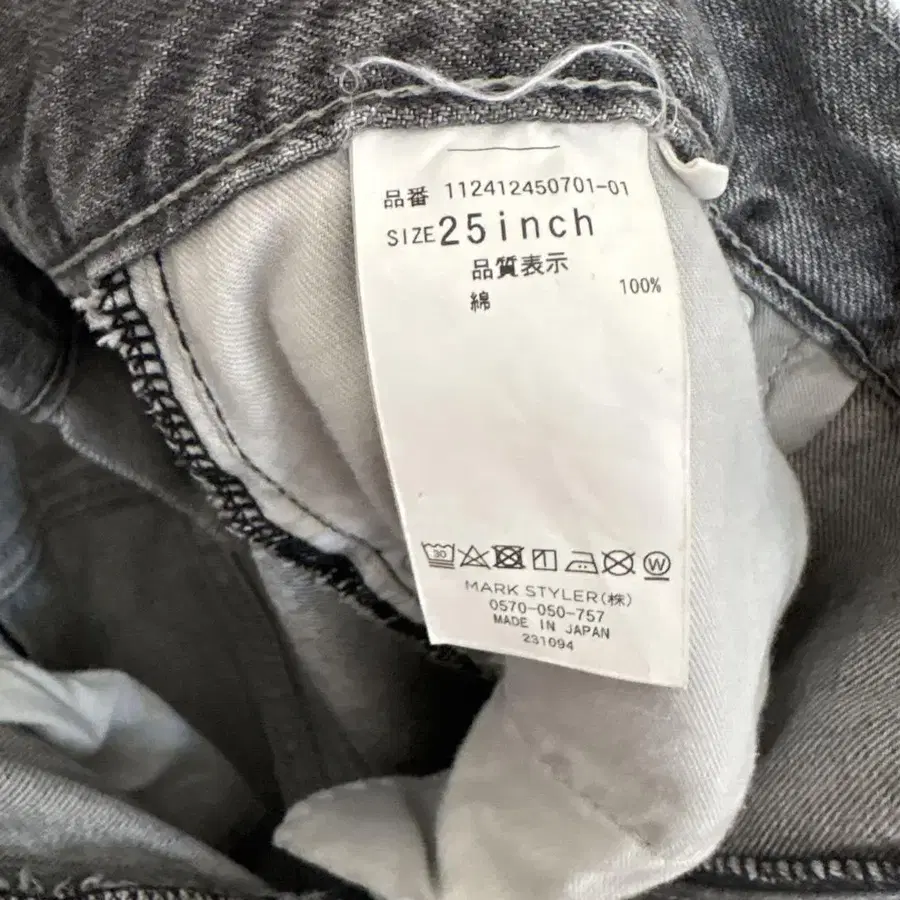 品番 112412450701-01
SIZE 25inch
品質表示
綿 100%
30 W
MARK STYLER(株)
0570-050-757
MADE IN JAPAN
231094